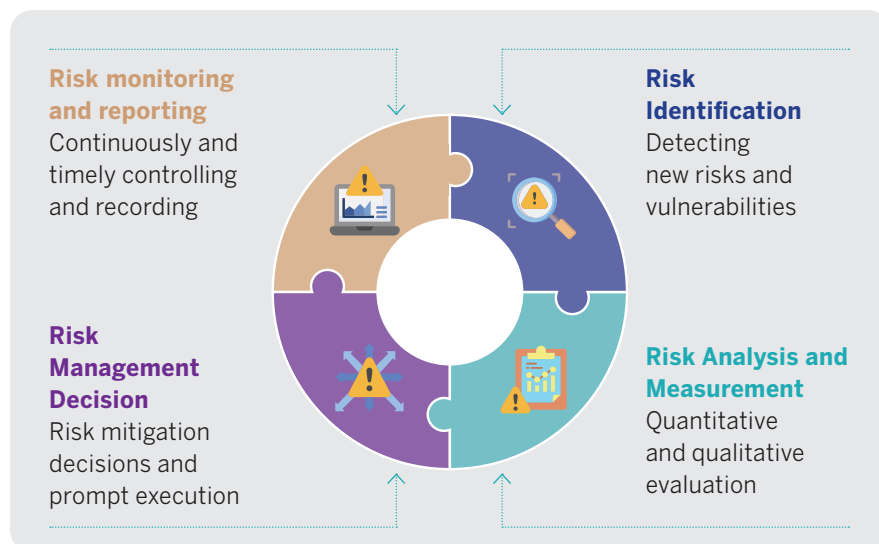 Risk monitoring
and reporting
Continuously and
timely controlling
and recording
Risk
Identification
Detecting
new risks and
vulnerabilities
Risk
Management
Decision
Risk mitigation
decisions and
prompt execution
Risk Analysis and
Measurement
Quantitative
and qualitative
evaluation